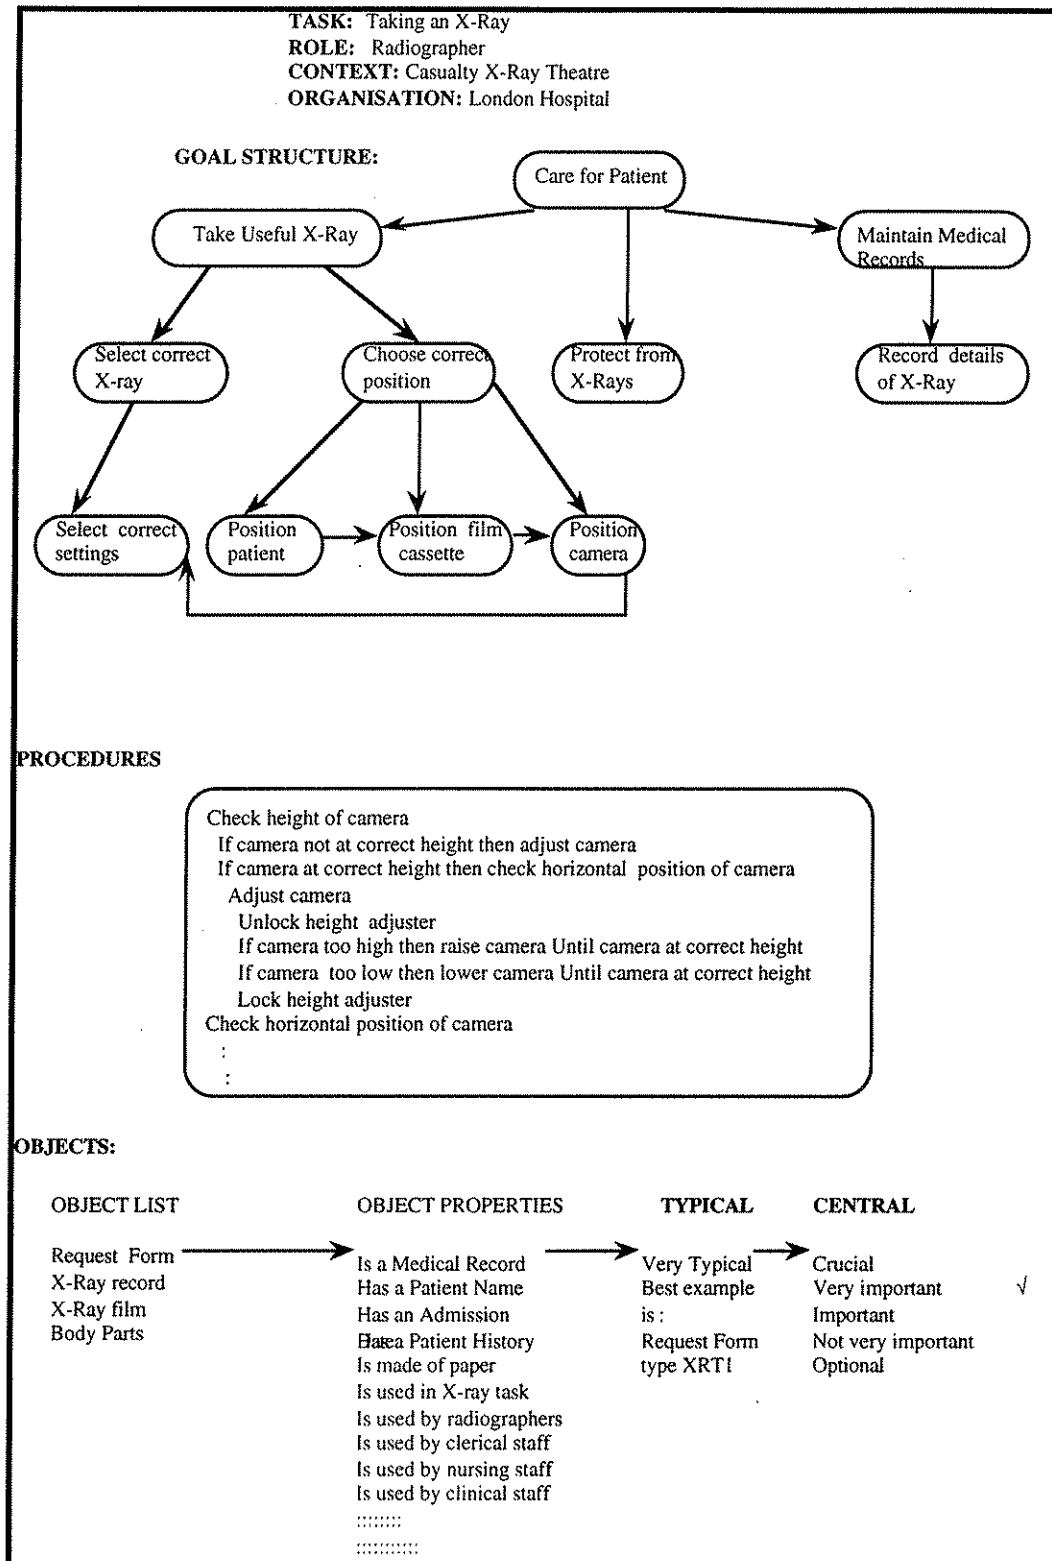 TASK: Taking an X-Ray
ROLE: Radiographer
CONTEXT: Casualty X-Ray Theatre
ORGANISATION: London Hospital
GOAL STRUCTURE:
Care for Patient
Take Useful X-Ray
Maintain Medical
Records
Select correct
X-ray
Choose correct
position
Protect from
X-Rays
Record details
of X-Ray
Select correct
settings
Position
patient
Position film
cassette
Position
camera
PROCEDURES
Check height of camera
If camera not at correct height then adjust camera
If camera at correct height then check horizontal position of camera
Adjust camera
Unlock height adjuster
If camera too high then raise camera Until camera at correct height
If camera too low then lower camera Until camera at correct height
Lock height adjuster
Check horizontal position of camera
:
:
OBJECTS:
OBJECT LIST
Request Form
X-Ray record
X-Ray film
Body Parts
OBJECT PROPERTIES
Is a Medical Record
Has a Patient Name
Has an Admission
a Patient History
Is made of paper
Is used in X-ray task
Is used by radiographers
Is used by clerical staff
Is used by nursing staff
Is used by clinical staff
::::::::
:::::::::::
TYPICAL
Very Typical
Best example
is :
Request Form
type XRT1
CENTRAL
Crucial
Very important √
Important
Not very important
Optional